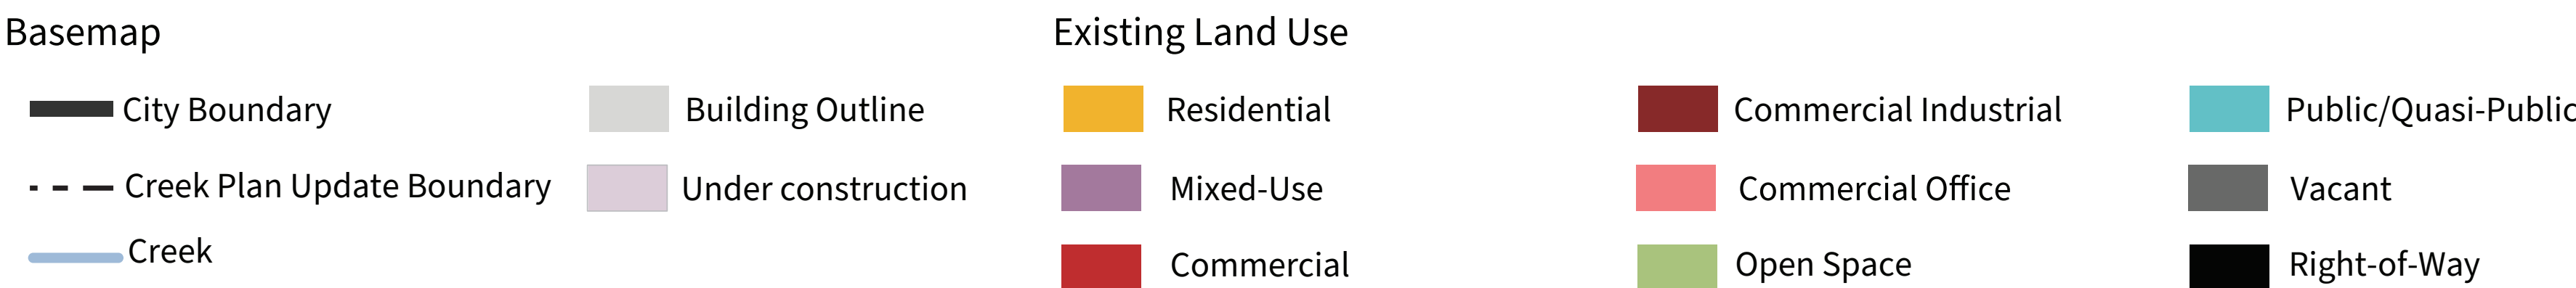 Basemap
City Boundary
Creek Plan Update Boundary
Creek
Building Outline
Under construction
Existing Land Use
Residential
Mixed-Use
Commercial
Commercial Industrial
Commercial Office
Open Space
Public/Quasi-Public
Vacant
Right-of-Way